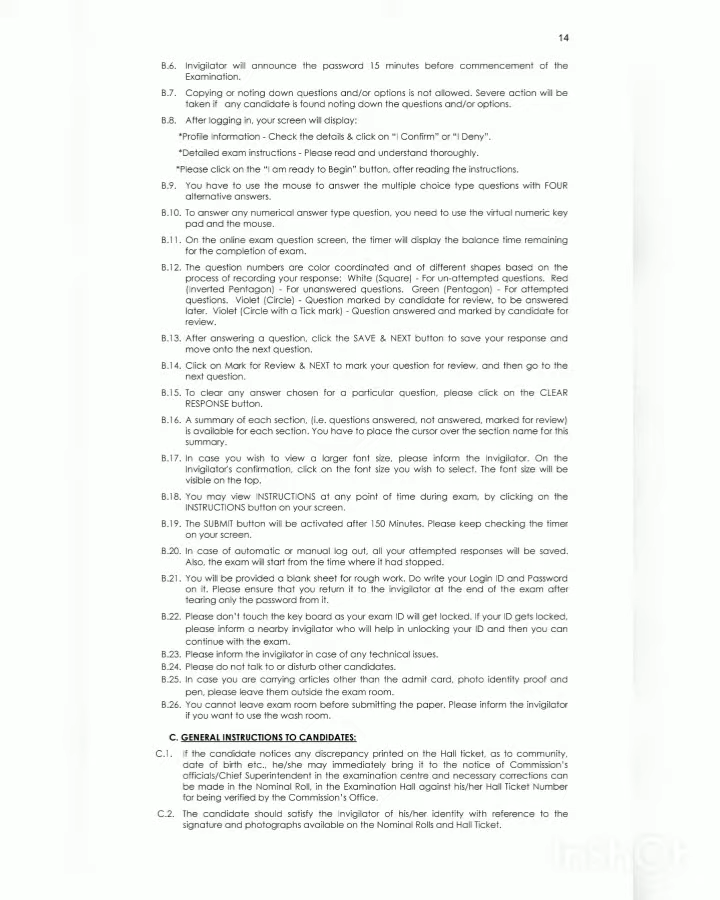 14
B.6. Invigilator will announce the password 15 minutes before commencement of the
Examination.
B.7. Copying or noting down questions and/or options is not allowed. Severe action will be
taken if any candidate is found noting down the questions and/or options.
B.8. After logging in, your screen will display:
*Profile Information - Check the details & click on "I Confirm" or "I Deny".
*Detailed exam instructions - Please read and understand thoroughly.
*Please click on the "I am ready to Begin" button, after reading the instructions.
B.9. You have to use the mouse to answer the multiple choice type questions with FOUR
alternative answers.
B.10. To answer any numerical answer type question, you need to use the virtual numeric key
pad and the mouse.
B.11. On the online exam question screen, the timer will display the balance time remaining
for the completion of exam.
B.12. The question numbers are color coordinated and of different shapes based on the
process of recording your response: White (Square) - For un-attempted questions. Red
(Inverted Pentagon) - For unanswered questions. Green (Pentagon) - For attempted
questions. Violet (Circle) - Question marked by candidate for review, to be answered
later. Violet (Circle with a Tick mark) - Question answered and marked by candidate for
review.
B.13. After answering a question, click the SAVE & NEXT button to save your response and
move onto the next question.
B.14. Click on Mark for Review & NEXT to mark your question for review, and then go to the
next question.
B.15. To clear any answer chosen for a particular question, please click on the CLEAR
RESPONSE button.
B.16. A summary of each section, (i.e. questions answered, not answered, marked for review)
is available for each section. You have to place the cursor over the section name for this
summary.
B.17. In case you wish to view a larger font size, please inform the Invigilator. On the
Invigilator's confirmation, click on the font size you wish to select. The font size will be
visible on the top.
B.18. You may view INSTRUCTIONS at any point of time during exam, by clicking on the
INSTRUCTIONS button on your screen.
B.19. The SUBMIT button will be activated after 150 Minutes. Please keep checking the timer
on your screen.
B.20. In case of automatic or manual log out, all your attempted responses will be saved.
Also, the exam will start from the time where it had stopped.
B.21. You will be provided a blank sheet for rough work. Do write your Login ID and Password
on it. Please ensure that you return it to the invigilator at the end of the exam after
tearing only the password from it.
B.22. Please don't touch the key board as your exam ID will get locked. If your ID gets locked,
please inform a nearby invigilator who will help in unlocking your ID and then you can
continue with the exam.
B.23. Please inform the invigilator in case of any technical issues.
B.24. Please do not talk to or disturb other candidates.
B.25. In case you are carrying articles other than the admit card, photo identity proof and
pen, please leave them outside the exam room.
B.26. You cannot leave exam room before submitting the paper. Please inform the invigilator
if you want to use the wash room.
C. GENERAL INSTRUCTIONS TO CANDIDATES:
C.1. If the candidate notices any discrepancy printed on the Hall ticket, as to community,
date of birth etc., he/she may immediately bring it to the notice of Commission's
officials/Chief Superintendent in the examination centre and necessary corrections can
be made in the Nominal Roll, in the Examination Hall against his/her Hall Ticket Number
for being verified by the Commission's Office.
C.2. The candidate should satisfy the Invigilator of his/her identity with reference to the
signature and photographs available on the Nominal Rolls and Hall Ticket.
InShOt